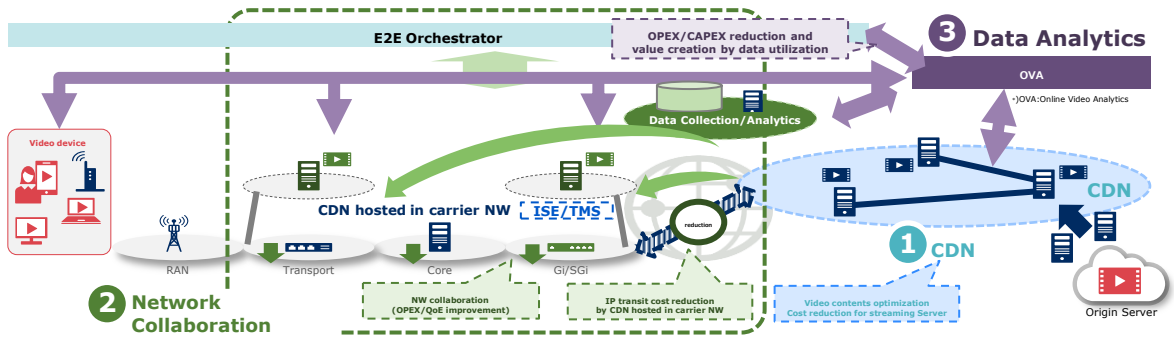 E2E Orchestrator
OPEX/CAPEX reduction and
value creation by data utilization
3 Data Analytics
OVA
*)OVA:Online Video Analytics
Data Collection/Analytics
Video device
CDN hosted in carrier NW
ISE/TMS
reduction
CDN
1 CDN
RAN
Transport
Core
Gi/SGi
2 Network
Collaboration
NW collaboration
(OPEX/QoE improvement)
IP transit cost reduction
by CDN hosted in carrier NW
Video contents optimization
Cost reduction for streaming Server
Origin Server